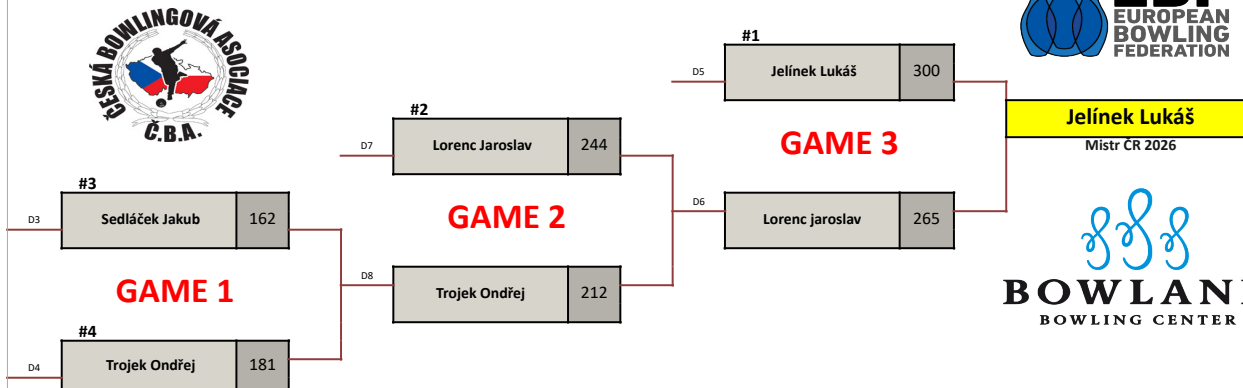 ČESKÁ BOWLINGOVÁ ASOCIACE
Č.B.A.
EUROPEAN
BOWLING
FEDERATION
#1
D5 Jelínek Lukáš 300
Jelínek Lukáš
Mistr ČR 2026
GAME 3
#2
D7 Lorenc Jaroslav 244
D6 Lorenc jaroslav 265
GAME 2
#3
D3 Sedláček Jakub 162
D8 Trojek Ondřej 212
GAME 1
#4
D4 Trojek Ondřej 181
BOWLAN
BOWLING CENTER